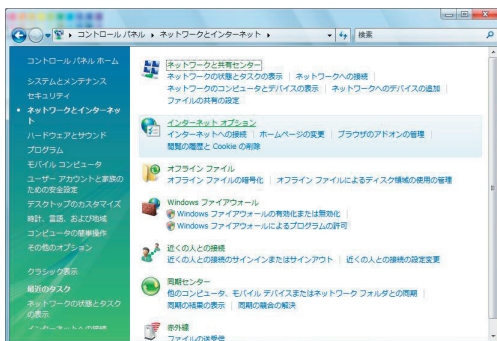 コントロール パネル ▸ ネットワークとインターネット ▸
検索
コントロール パネル ホーム
システムとメンテナンス
セキュリティ
• ネットワークとインターネッ
ト
ハードウェアとサウンド
プログラム
モバイル コンピュータ
ユーザー アカウントと家族の
ための安全設定
デスクトップのカスタマイズ
時計、言語、および地域
コンピュータの簡単操作
その他のオプション
クラシック表示
最近のタスク
ネットワークの状態とタスク
の表示
インターネットへの接続
ネットワークと共有センター
ネットワークの状態とタスクの表示 | ネットワークへの接続
ネットワークのコンピュータとデバイスの表示 | ネットワークへのデバイスの追加
ファイルの共有の設定
インターネット オプション
インターネットへの接続 | ホームページの変更 | ブラウザのアドオンの管理
閲覧の履歴と Cookie の削除
オフライン ファイル
オフライン ファイルの暗号化 | オフライン ファイルによるディスク領域の使用の管理
Windows ファイアウォール
Windows ファイアウォールの有効化または無効化
Windows ファイアウォールによるプログラムの許可
近くの人との接続
近くの人との接続のサインインまたはサインアウト | 近くの人との接続の設定変更
同期センター
他のコンピュータ、モバイル デバイスまたはネットワーク フォルダとの同期
同期の結果の表示 | 同期の競合の解決
赤外線
ファイルの送受信